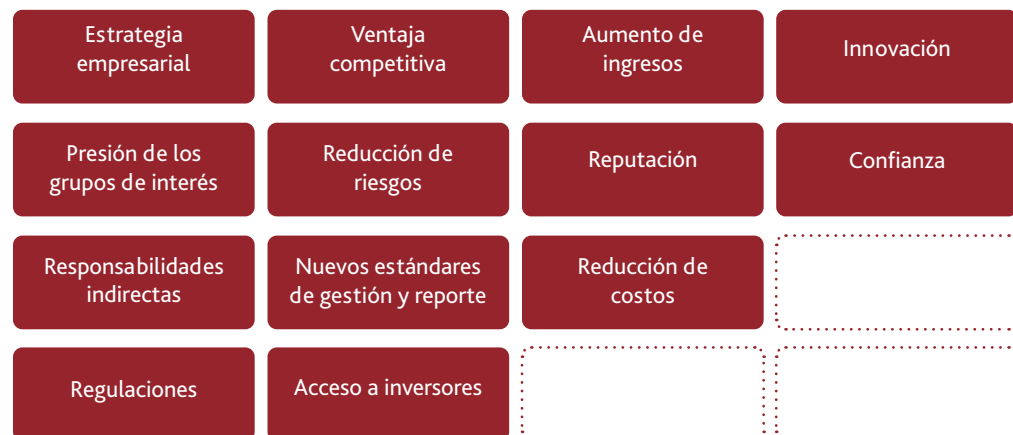 Estrategia
empresarial
Ventaja
competitiva
Aumento de
ingresos
Innovación
Presión de los
grupos de interés
Reducción de
riesgos
Reputación
Confianza
Responsabilidades
indirectas
Nuevos estándares
de gestión y reporte
Reducción de
costos
Regulaciones
Acceso a inversores